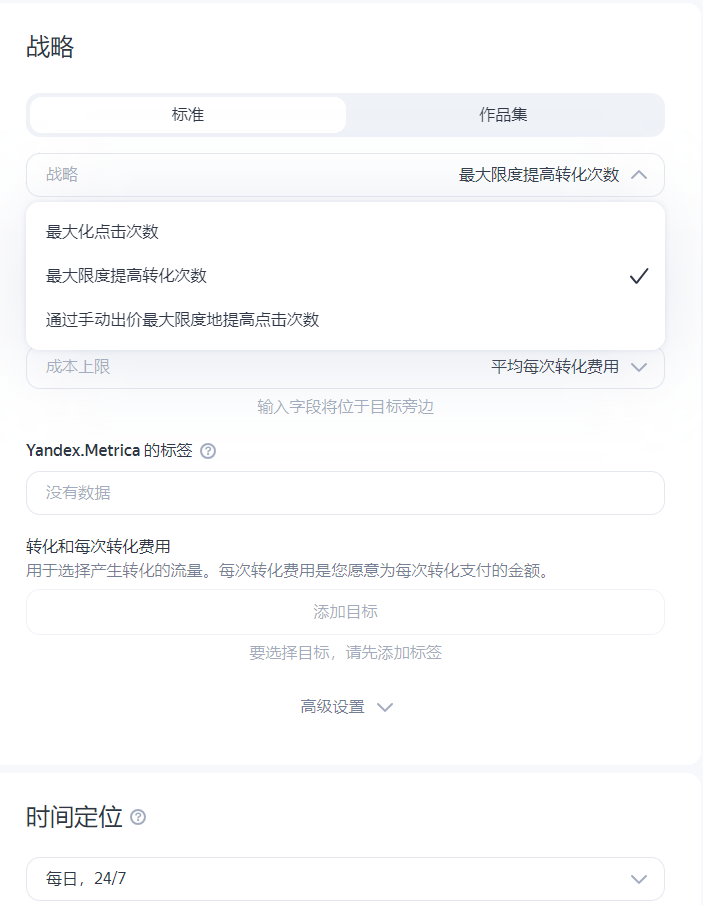 战略
标准
作品集
战略
最大限度提高转化次数
最大化点击次数
最大限度提高转化次数
通过手动出价最大限度地提高点击次数
成本上限
平均每次转化费用
输入字段将位于目标旁边
Yandex.Metrica 的标签
没有数据
转化和每次转化费用
用于选择产生转化的流量。每次转化费用是您愿意为每次转化支付的金额。
添加目标
要选择目标，请先添加标签
高级设置
时间定位
每日，24/7